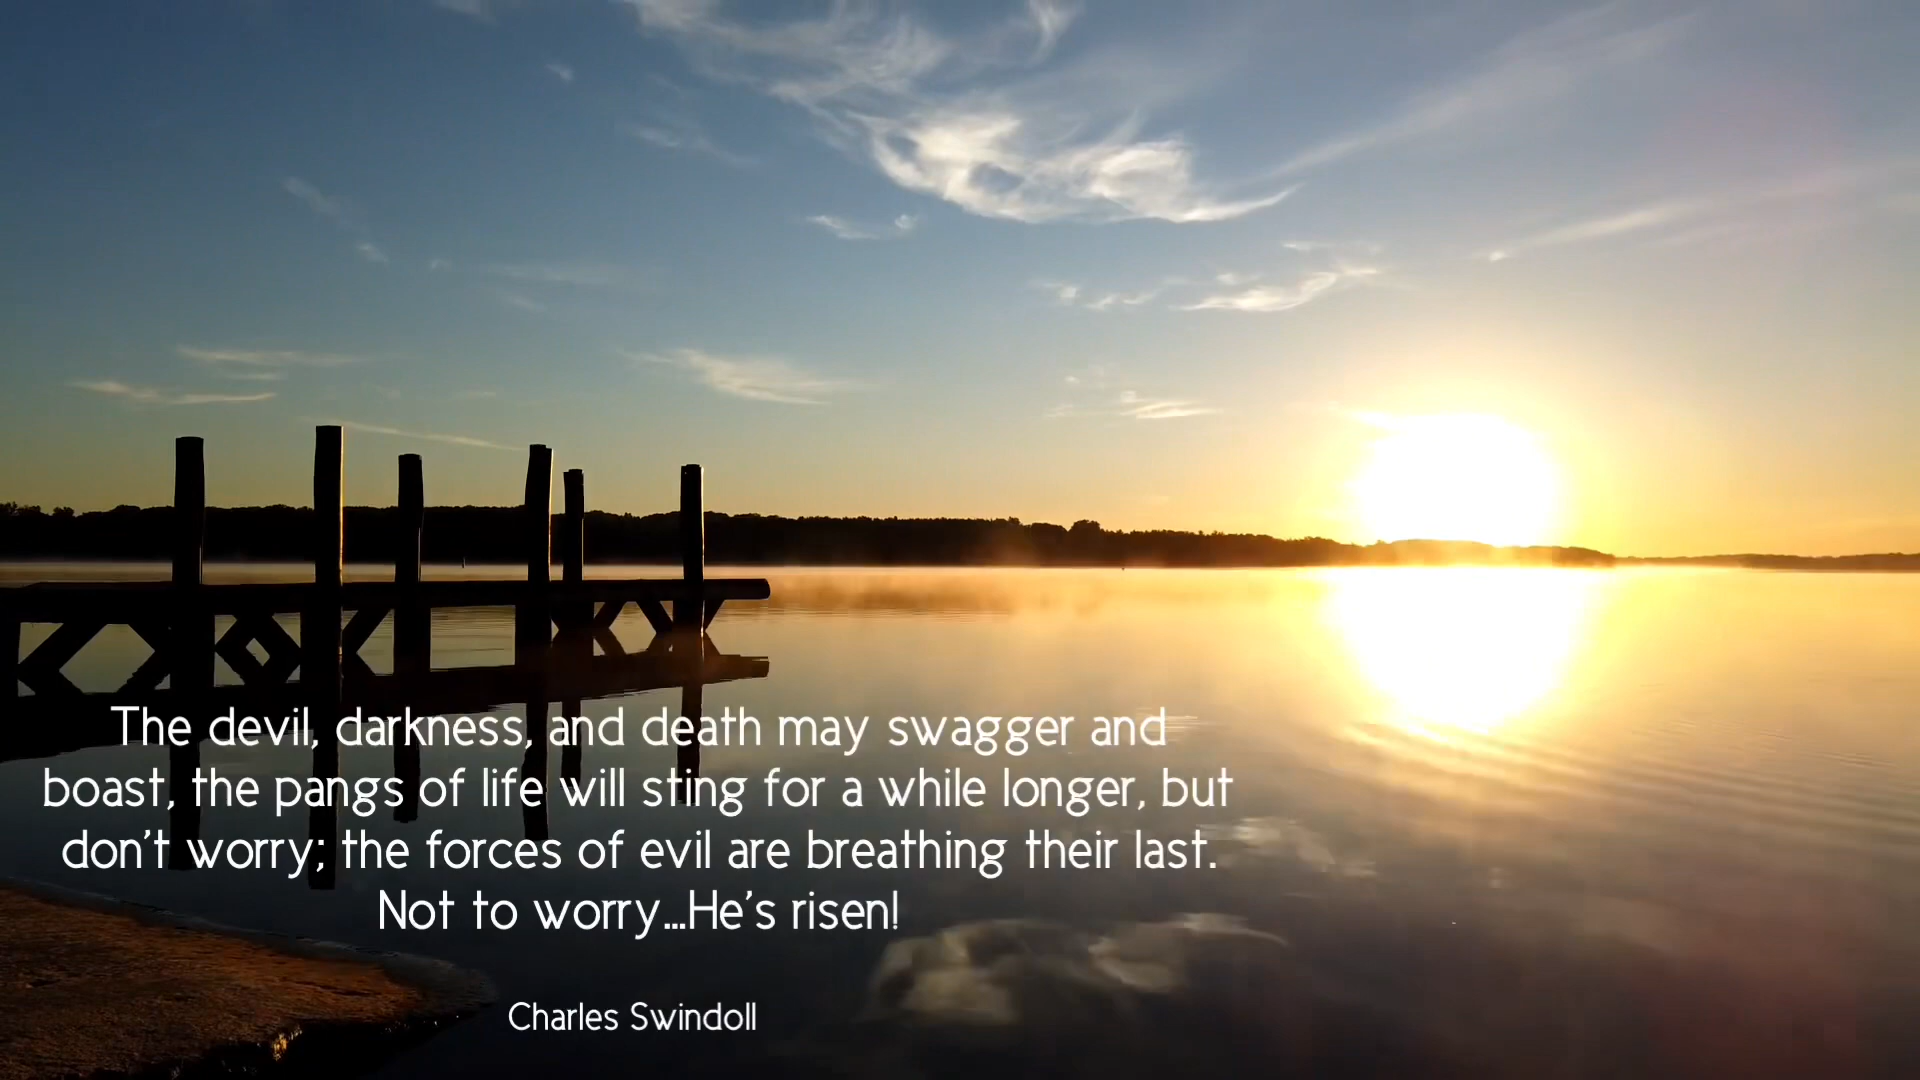 The devil, darkness, and death may swagger and
boast, the pangs of life will sting for a while longer, but
don't worry; the forces of evil are breathing their last.
Not to worry...He's risen!
Charles Swindoll